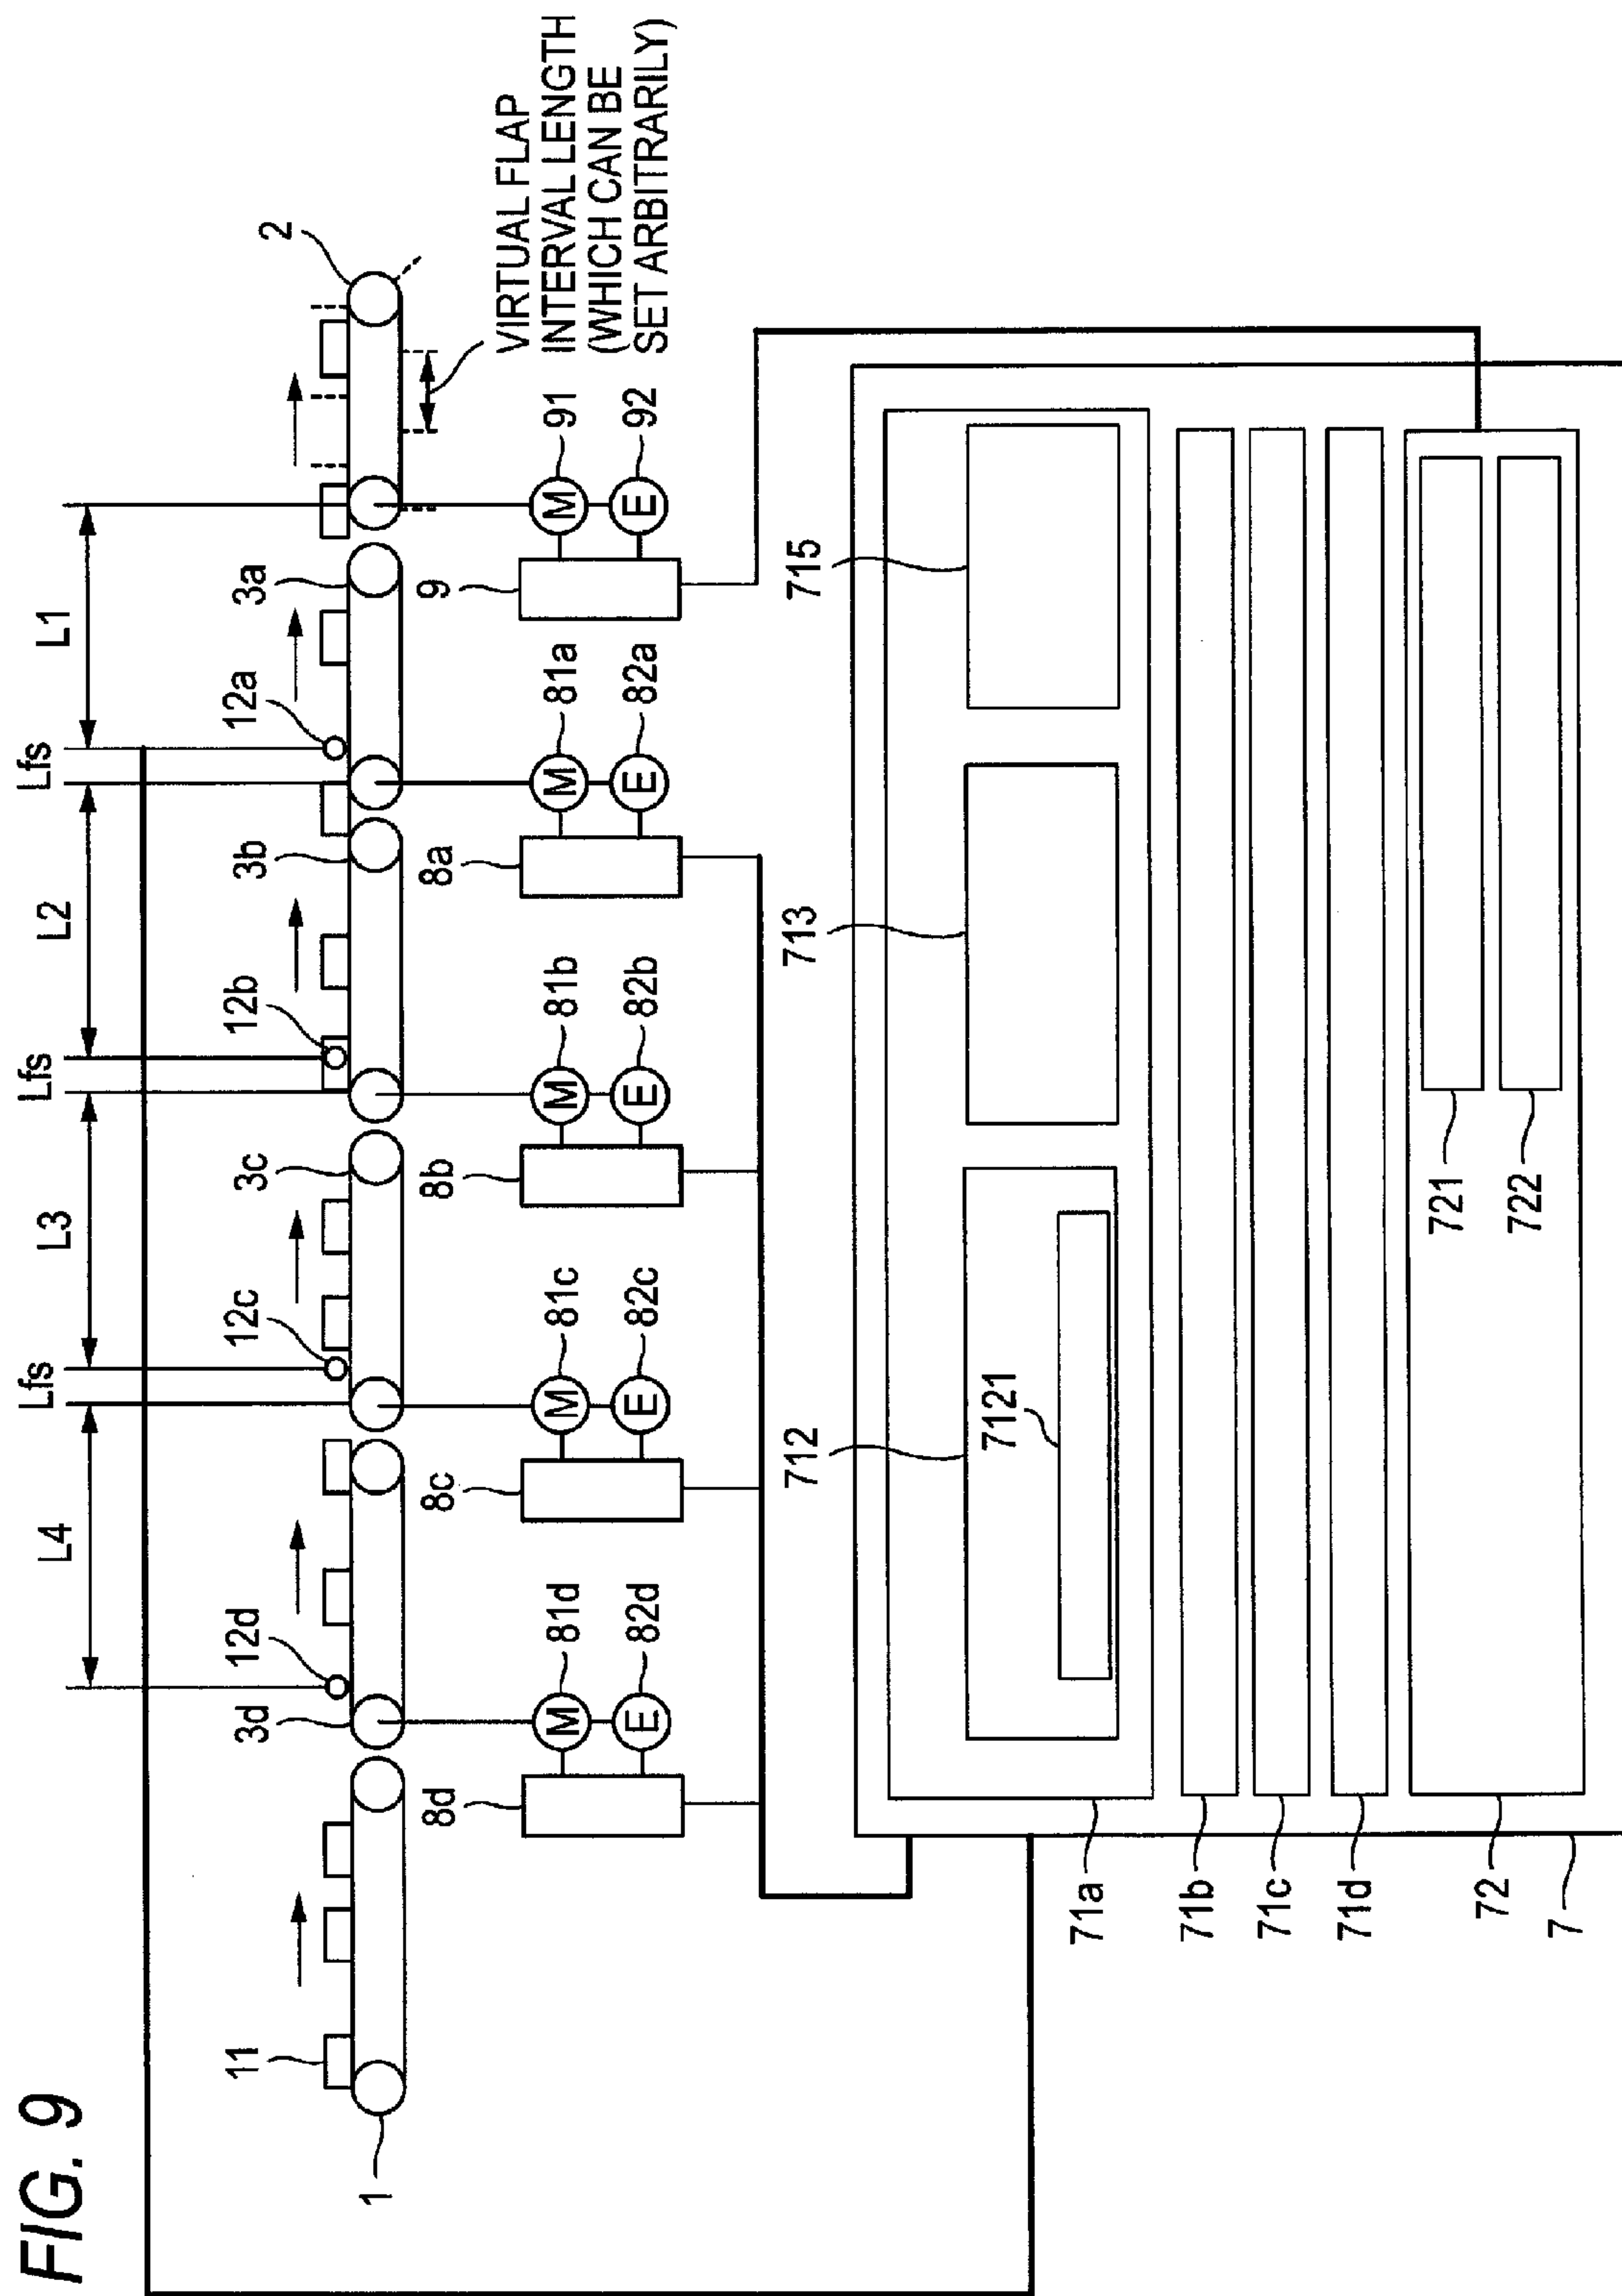 FIG. 9
Lfs
Lfs
Lfs
L4
L3
L2
L1
12d
12c
12b
12a
2
11
3d
3c
3b
3a
1
VIRTUAL FLAP
INTERVAL LENGTH
(WHICH CAN BE
SET ARBITRARILY)
8d
8c
8b
8a
9
M
81d
M
81c
M
81b
M
81a
M
91
E
82d
E
82c
E
82b
E
82a
E
92
712
713
715
7121
71a
71b
71c
71d
721
722
72
7